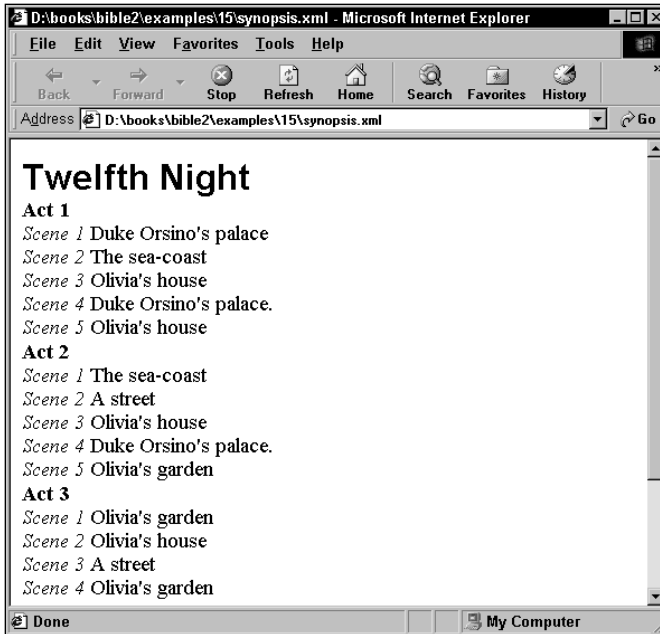 D:\books\bible2\examples\15\synopsis.xml - Microsoft Internet Explorer
File Edit View Favorites Tools Help
Back Forward Stop Refresh Home Search Favorites History »
Address D:\books\bible2\examples\15\synopsis.xml Go
Twelfth Night
Act 1
Scene 1 Duke Orsino's palace
Scene 2 The sea-coast
Scene 3 Olivia's house
Scene 4 Duke Orsino's palace.
Scene 5 Olivia's house
Act 2
Scene 1 The sea-coast
Scene 2 A street
Scene 3 Olivia's house
Scene 4 Duke Orsino's palace.
Scene 5 Olivia's garden
Act 3
Scene 1 Olivia's garden
Scene 2 Olivia's house
Scene 3 A street
Scene 4 Olivia's garden
Done My Computer